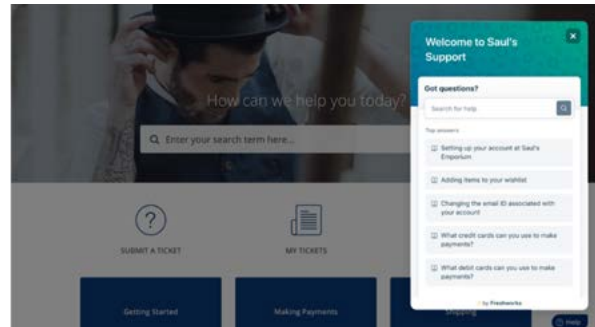 How can we help you today?
Enter your search term here...
SUBMIT A TICKET
MY TICKETS
Getting Started
Making Payments
Shipping
Welcome to Saul's
Support
Got questions?
Search for help
Top answers
Setting up your account at Saul's
Emporium
Adding items to your wishlist
Changing the email ID associated with
your account
What credit cards can you use to make
payments?
What debit cards can you use to make
payments?
by Freshworks
Help